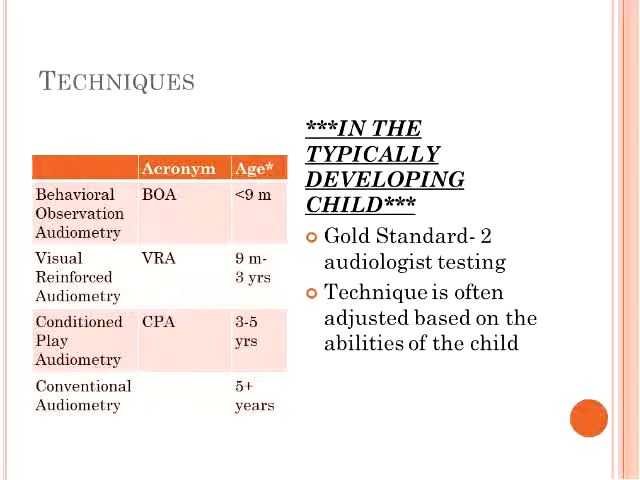 TECHNIQUES
Acronym Age*
Behavioral BOA <9 m
Observation
Audiometry
Visual VRA 9 m-
Reinforced 3 yrs
Audiometry
Conditioned CPA 3-5
Play yrs
Audiometry
Conventional 5+
Audiometry years
***IN THE
TYPICALLY
DEVELOPING
CHILD***
Gold Standard- 2
audiologist testing
Technique is often
adjusted based on the
abilities of the child